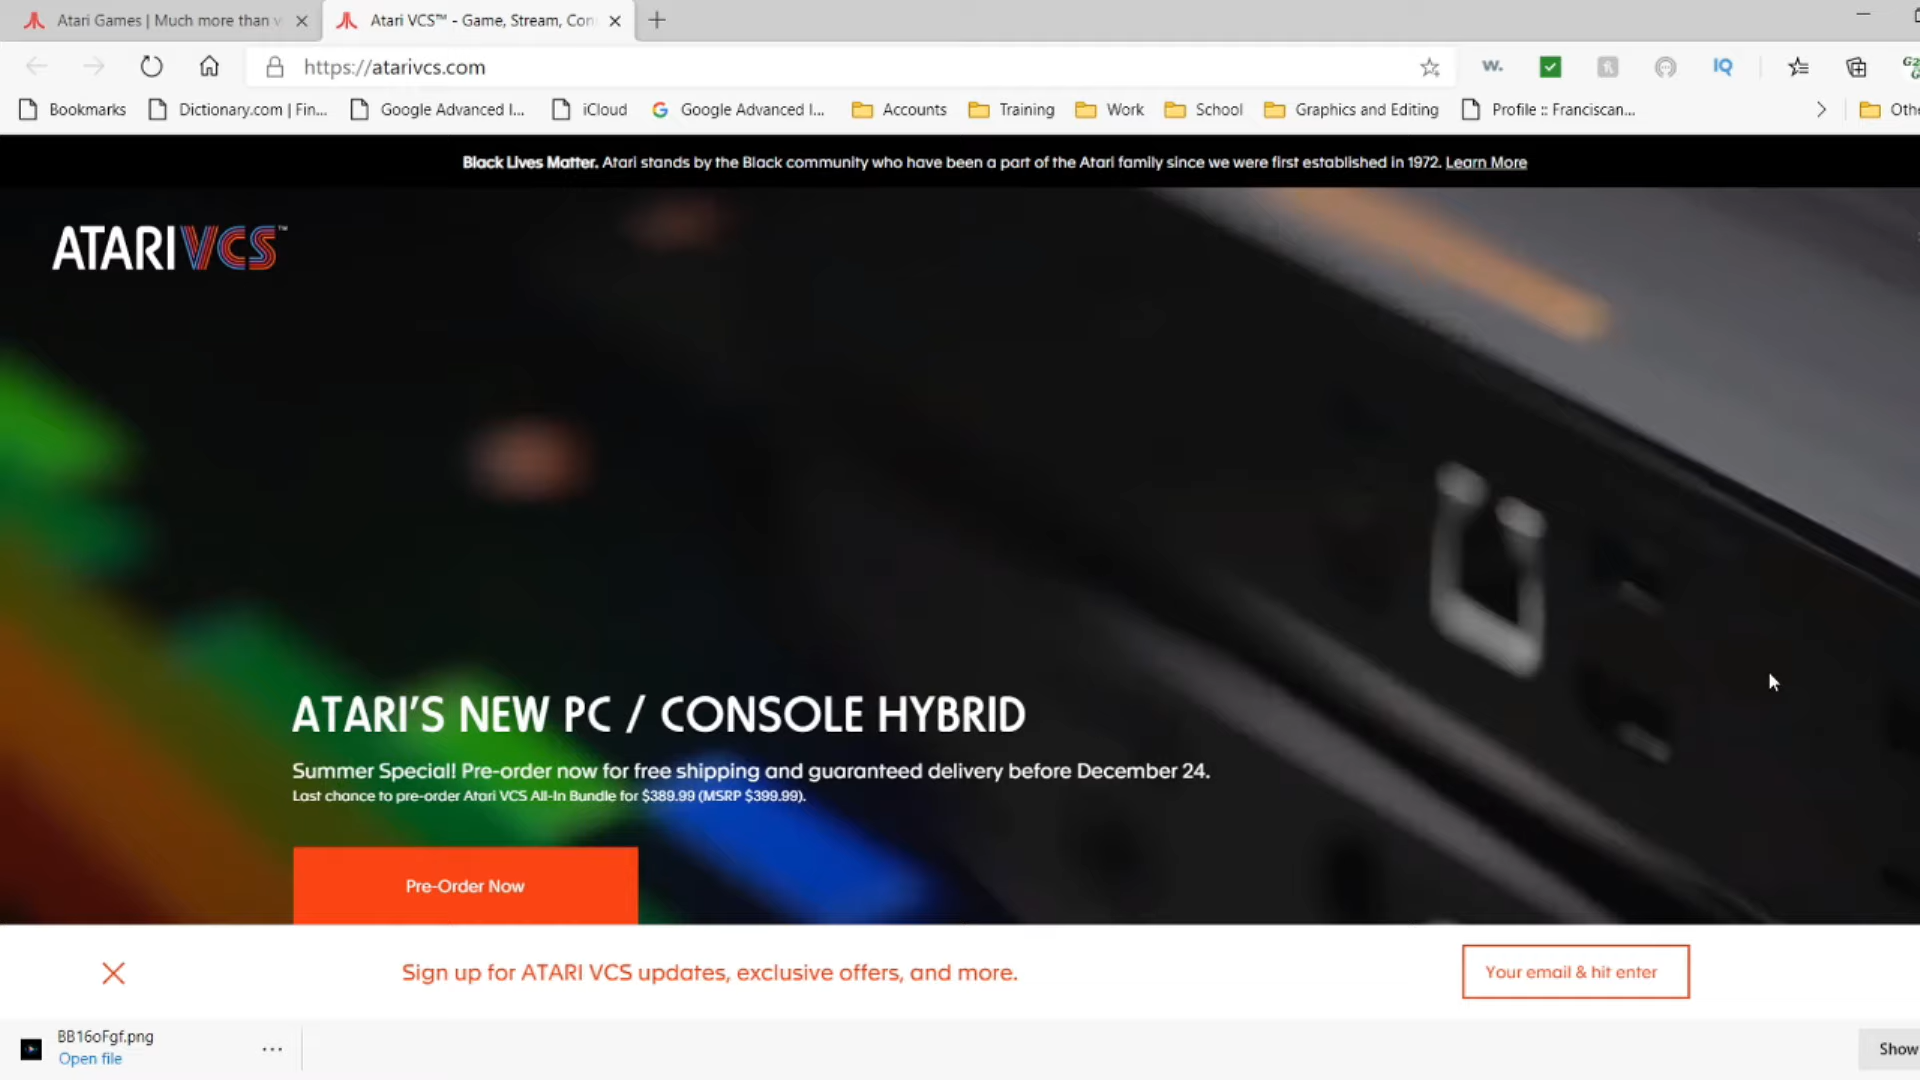 Atari Games | Much more than v
Atari VCS™ - Game, Stream, Con
https://atarivcs.com
W.
IQ
Bookmarks
Dictionary.com | Fin...
Google Advanced I...
iCloud
Google Advanced I...
Accounts
Training
Work
School
Graphics and Editing
Profile :: Franciscan...
Othe
Black Lives Matter. Atari stands by the Black community who have been a part of the Atari family since we were first established in 1972. Learn More
ATARI VCS™
ATARI'S NEW PC / CONSOLE HYBRID
Summer Special! Pre-order now for free shipping and guaranteed delivery before December 24.
Last chance to pre-order Atari VCS All-In Bundle for $389.99 (MSRP $399.99).
Pre-Order Now
Sign up for ATARI VCS updates, exclusive offers, and more.
Your email & hit enter
BB16oFgf.png
Open file
Show